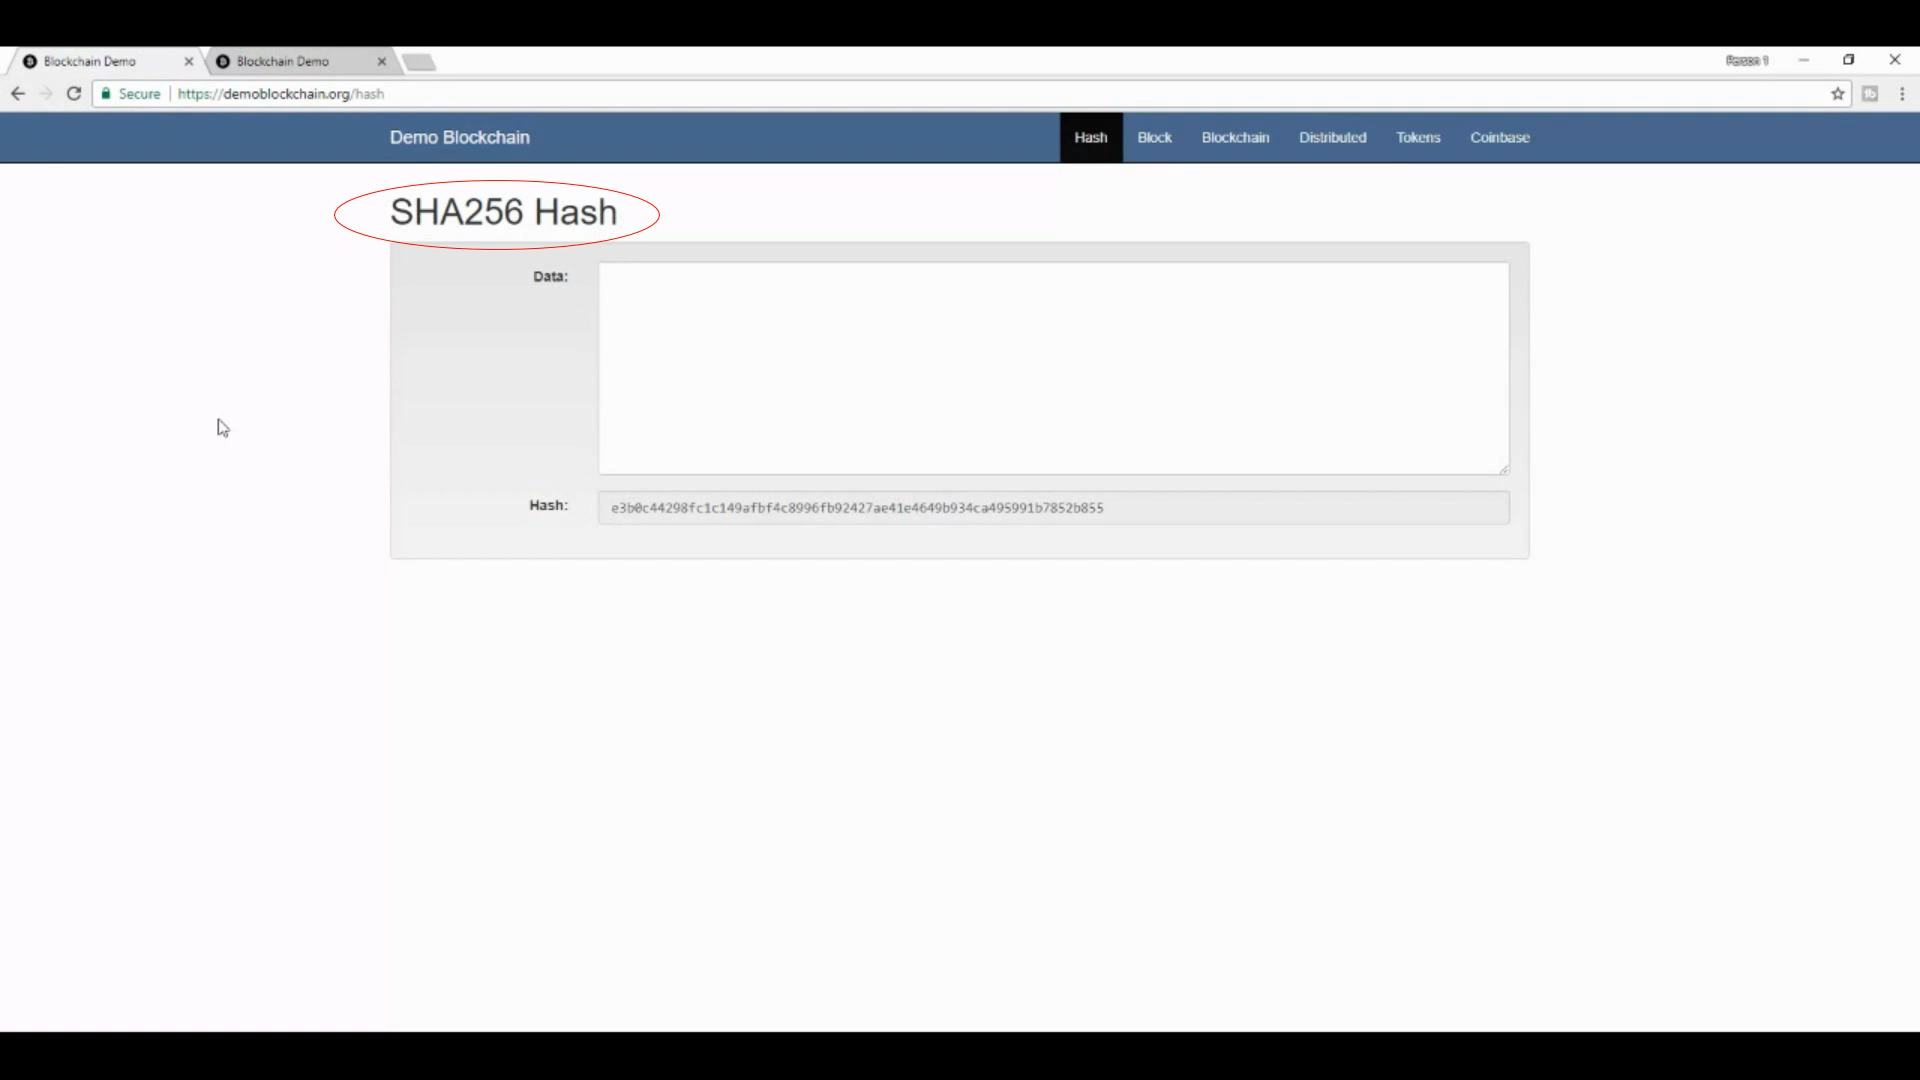 Blockchain Demo
Blockchain Demo
Secure | https://demoblockchain.org/hash
Demo Blockchain
Hash
Block
Blockchain
Distributed
Tokens
Coinbase
SHA256 Hash
Data:
Hash:
e3b0c44298fc1c149afbf4c8996fb92427ae41e4649b934ca495991b7852b855